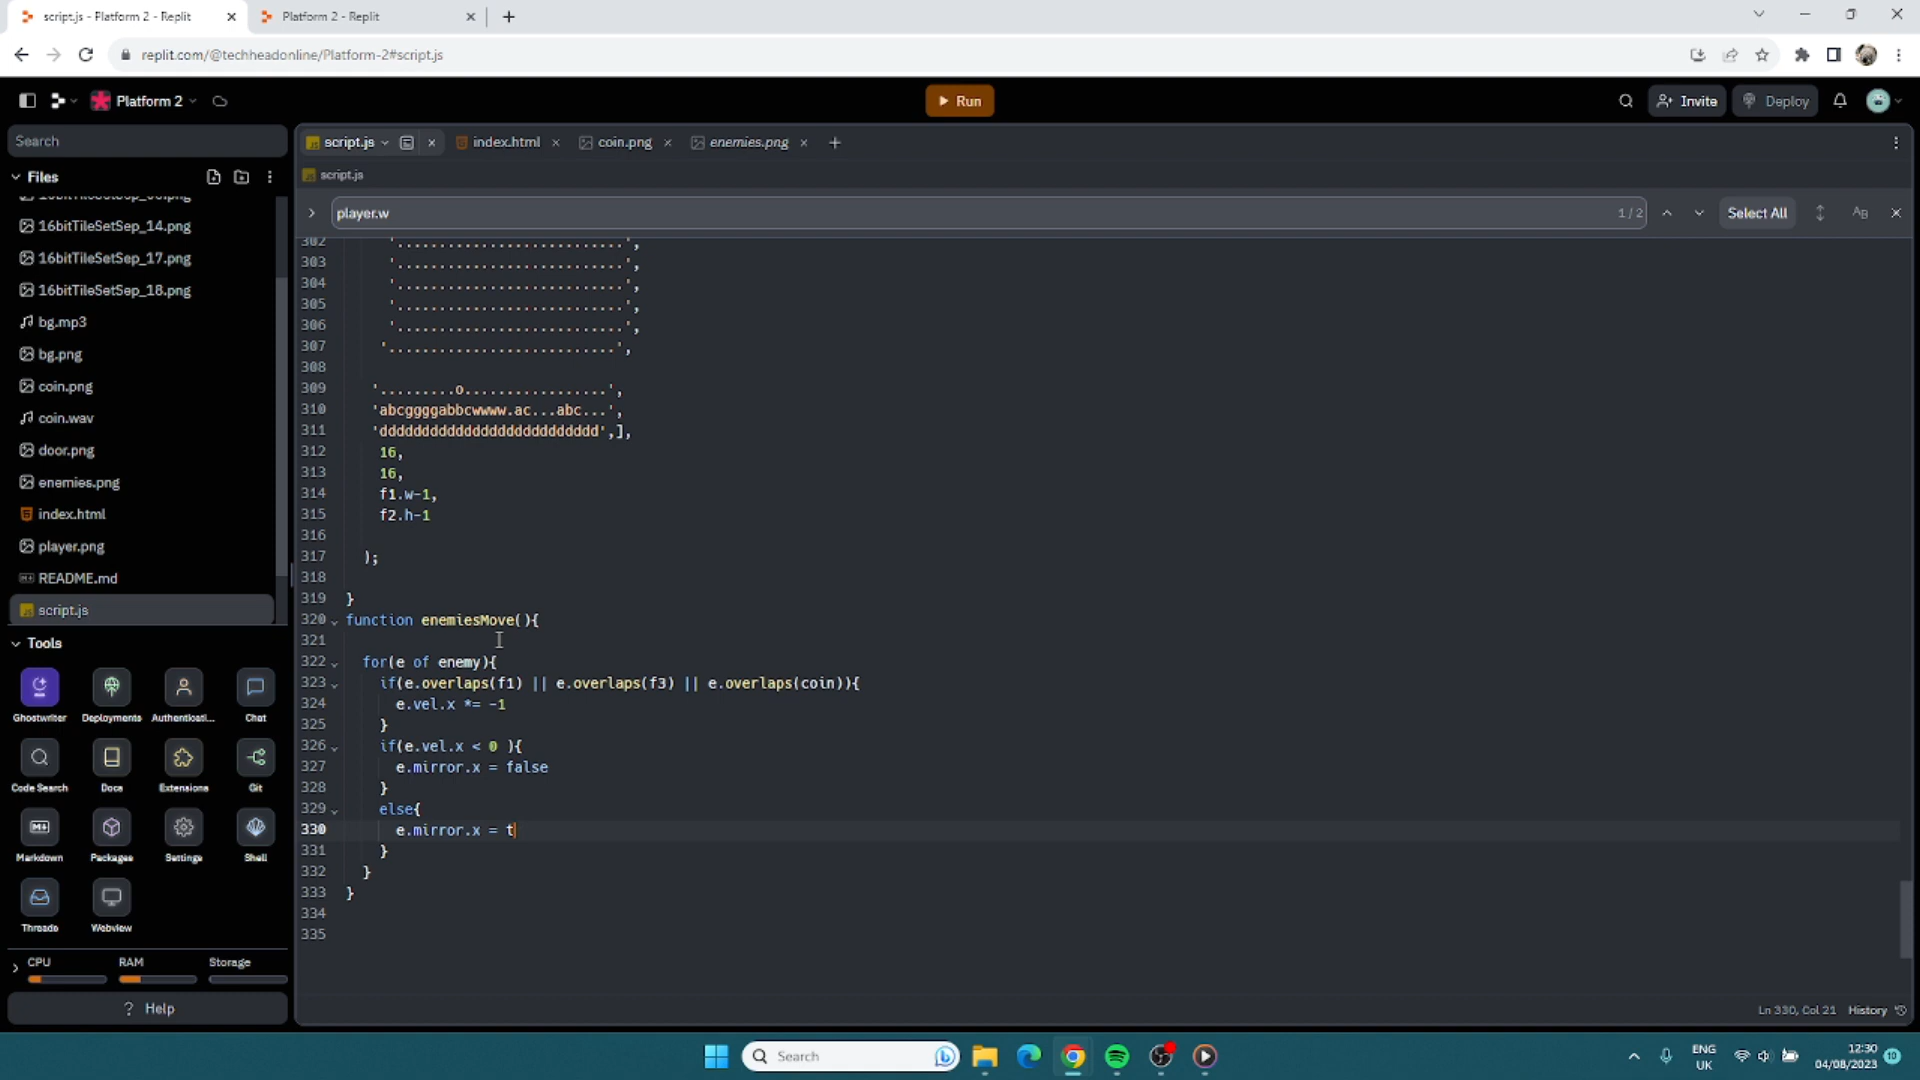 script.js - Platform 2 - Replit
Platform 2 - Replit
replit.com/@techheadonline/Platform-2#script.js
Platform 2
Run
Invite
Deploy
Search
script.js
index.html
coin.png
enemies.png
Files
script.js
player.w
1/2
Select All
16bitTileSetSep_14.png
16bitTileSetSep_17.png
16bitTileSetSep_18.png
bg.mp3
bg.png
coin.png
coin.wav
door.png
enemies.png
index.html
player.png
README.md
script.js
Tools
Ghostwriter
Deployments
Authenticati...
Chat
Code Search
Docs
Extensions
Git
Markdown
Packages
Settings
Shell
Threads
Webview
CPU
RAM
Storage
? Help
302 '...........................',
303 '...........................',
304 '...........................',
305 '...........................',
306 '...........................',
307 '...........................',
308
309 '.........o.................',
310 'abcggggabbcwwww.ac...abc...',
311 'ddddddddddddddddddddddddddd',],
312 16,
313 16,
314 f1.w-1,
315 f2.h-1
316
317 );
318
319 }
320 function enemiesMove(){
321
322 for(e of enemy){
323 if(e.overlaps(f1) || e.overlaps(f3) || e.overlaps(coin)){
324 e.vel.x *= -1
325 }
326 if(e.vel.x < 0 ){
327 e.mirror.x = false
328 }
329 else{
330 e.mirror.x = t
331 }
332 }
333 }
334
335
Ln 330, Col 21
History
Search
ENG
UK
12:30
04/08/2023
10